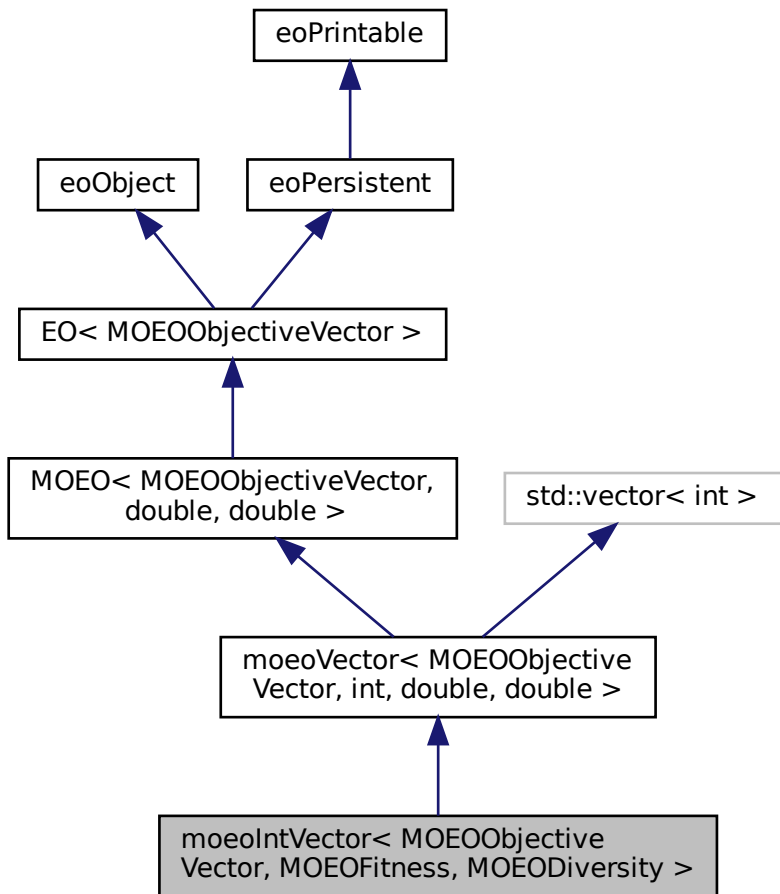 eoPrintable
eoObject
eoPersistent
EO< MOEOObjectiveVector >
MOEO< MOEOObjectiveVector,
double, double >
std::vector< int >
moeoVector< MOEOObjective
Vector, int, double, double >
moeoIntVector< MOEOObjective
Vector, MOEOFitness, MOEODiversity >